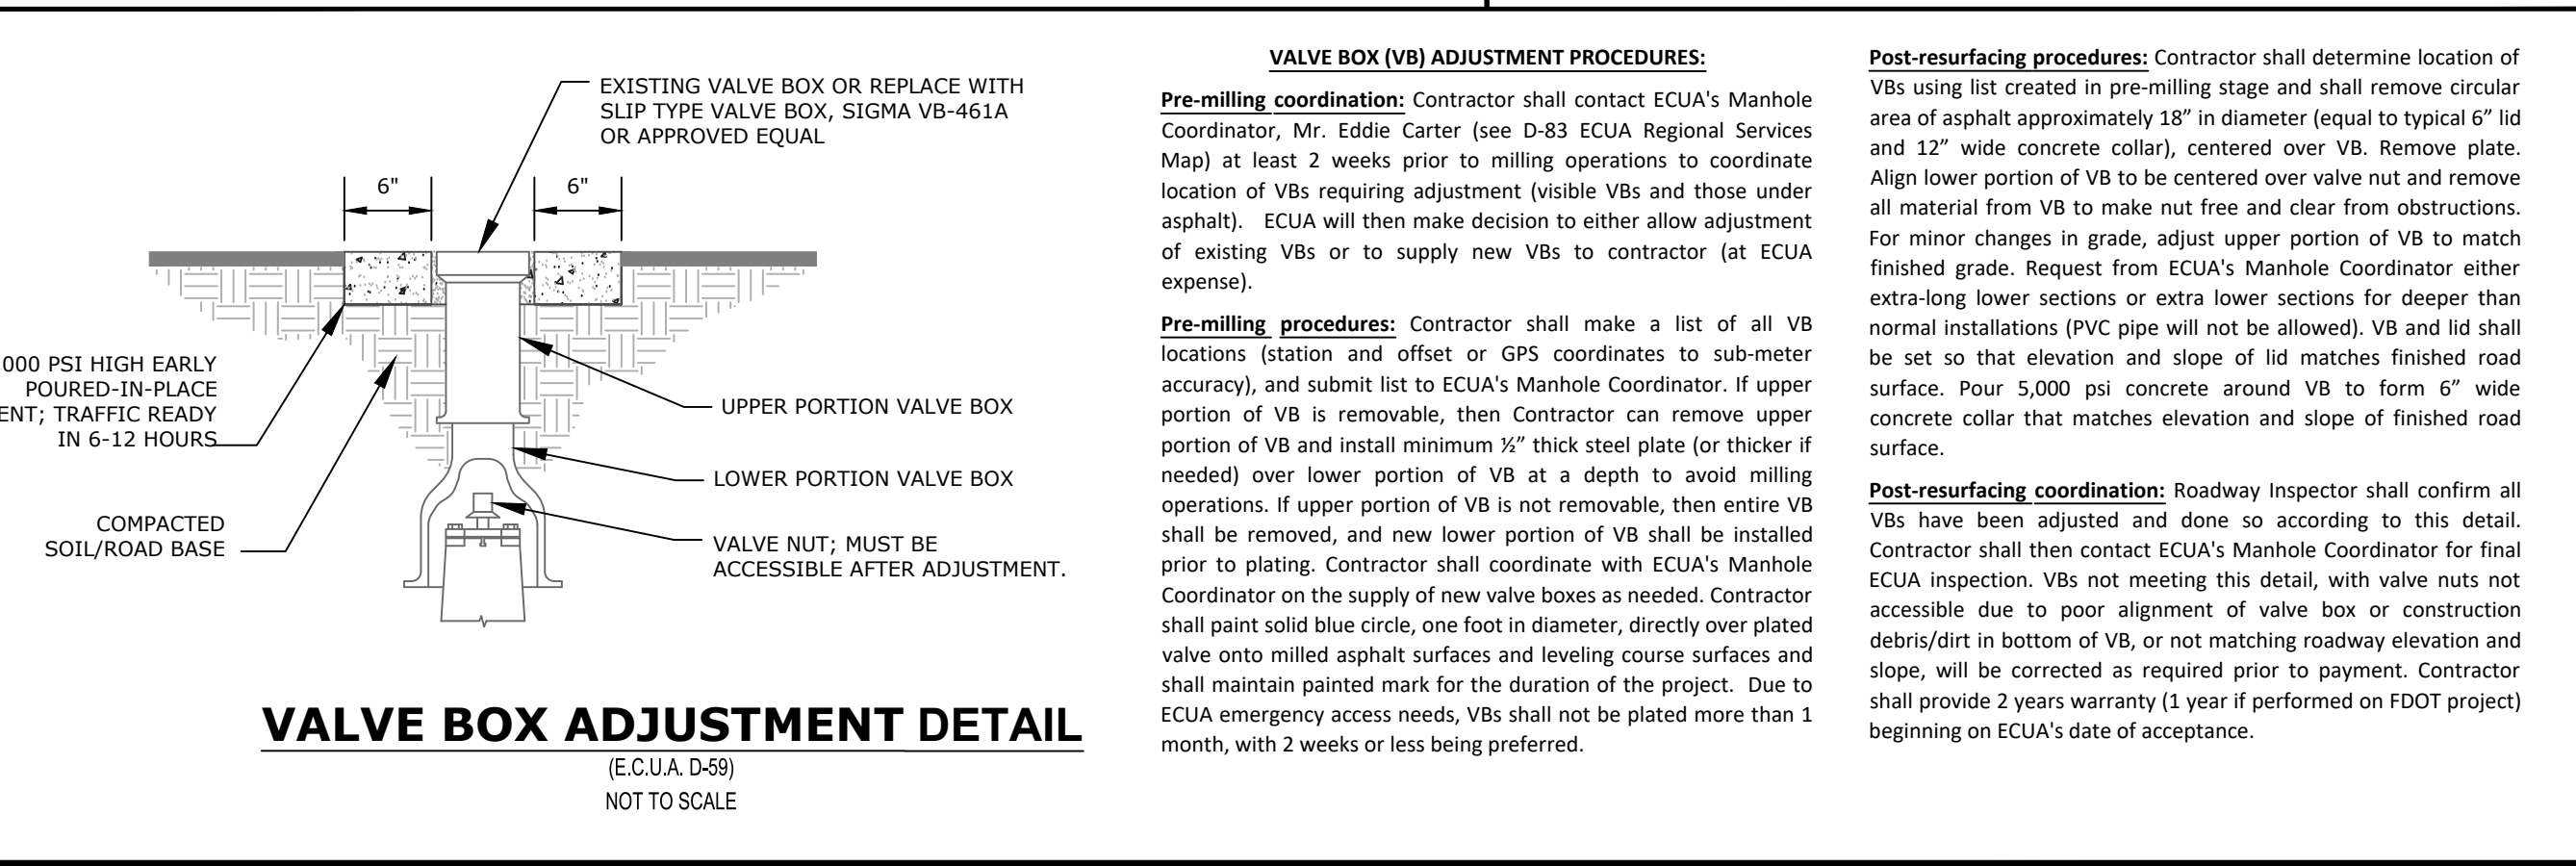 EXISTING VALVE BOX OR REPLACE WITH
SLIP TYPE VALVE BOX, SIGMA VB-461A
OR APPROVED EQUAL
6"
6"
000 PSI HIGH EARLY
POURED-IN-PLACE
ENT; TRAFFIC READY
IN 6-12 HOURS
UPPER PORTION VALVE BOX
LOWER PORTION VALVE BOX
COMPACTED
SOIL/ROAD BASE
VALVE NUT; MUST BE
ACCESSIBLE AFTER ADJUSTMENT.
VALVE BOX ADJUSTMENT DETAIL
(E.C.U.A. D-59)
NOT TO SCALE
VALVE BOX (VB) ADJUSTMENT PROCEDURES:
Pre-milling coordination: Contractor shall contact ECUA's Manhole
Coordinator, Mr. Eddie Carter (see D-83 ECUA Regional Services
Map) at least 2 weeks prior to milling operations to coordinate
location of VBs requiring adjustment (visible VBs and those under
asphalt). ECUA will then make decision to either allow adjustment
of existing VBs or to supply new VBs to contractor (at ECUA
expense).
Pre-milling procedures: Contractor shall make a list of all VB
locations (station and offset or GPS coordinates to sub-meter
accuracy), and submit list to ECUA's Manhole Coordinator. If upper
portion of VB is removable, then Contractor can remove upper
portion of VB and install minimum ½” thick steel plate (or thicker if
needed) over lower portion of VB at a depth to avoid milling
operations. If upper portion of VB is not removable, then entire VB
shall be removed, and new lower portion of VB shall be installed
prior to plating. Contractor shall coordinate with ECUA's Manhole
Coordinator on the supply of new valve boxes as needed. Contractor
shall paint solid blue circle, one foot in diameter, directly over plated
valve onto milled asphalt surfaces and leveling course surfaces and
shall maintain painted mark for the duration of the project. Due to
ECUA emergency access needs, VBs shall not be plated more than 1
month, with 2 weeks or less being preferred.
Post-resurfacing procedures: Contractor shall determine location of
VBs using list created in pre-milling stage and shall remove circular
area of asphalt approximately 18” in diameter (equal to typical 6” lid
and 12” wide concrete collar), centered over VB. Remove plate.
Align lower portion of VB to be centered over valve nut and remove
all material from VB to make nut free and clear from obstructions.
For minor changes in grade, adjust upper portion of VB to match
finished grade. Request from ECUA's Manhole Coordinator either
extra-long lower sections or extra lower sections for deeper than
normal installations (PVC pipe will not be allowed). VB and lid shall
be set so that elevation and slope of lid matches finished road
surface. Pour 5,000 psi concrete around VB to form 6” wide
concrete collar that matches elevation and slope of finished road
surface.
Post-resurfacing coordination: Roadway Inspector shall confirm all
VBs have been adjusted and done so according to this detail.
Contractor shall then contact ECUA's Manhole Coordinator for final
ECUA inspection. VBs not meeting this detail, with valve nuts not
accessible due to poor alignment of valve box or construction
debris/dirt in bottom of VB, or not matching roadway elevation and
slope, will be corrected as required prior to payment. Contractor
shall provide 2 years warranty (1 year if performed on FDOT project)
beginning on ECUA's date of acceptance.